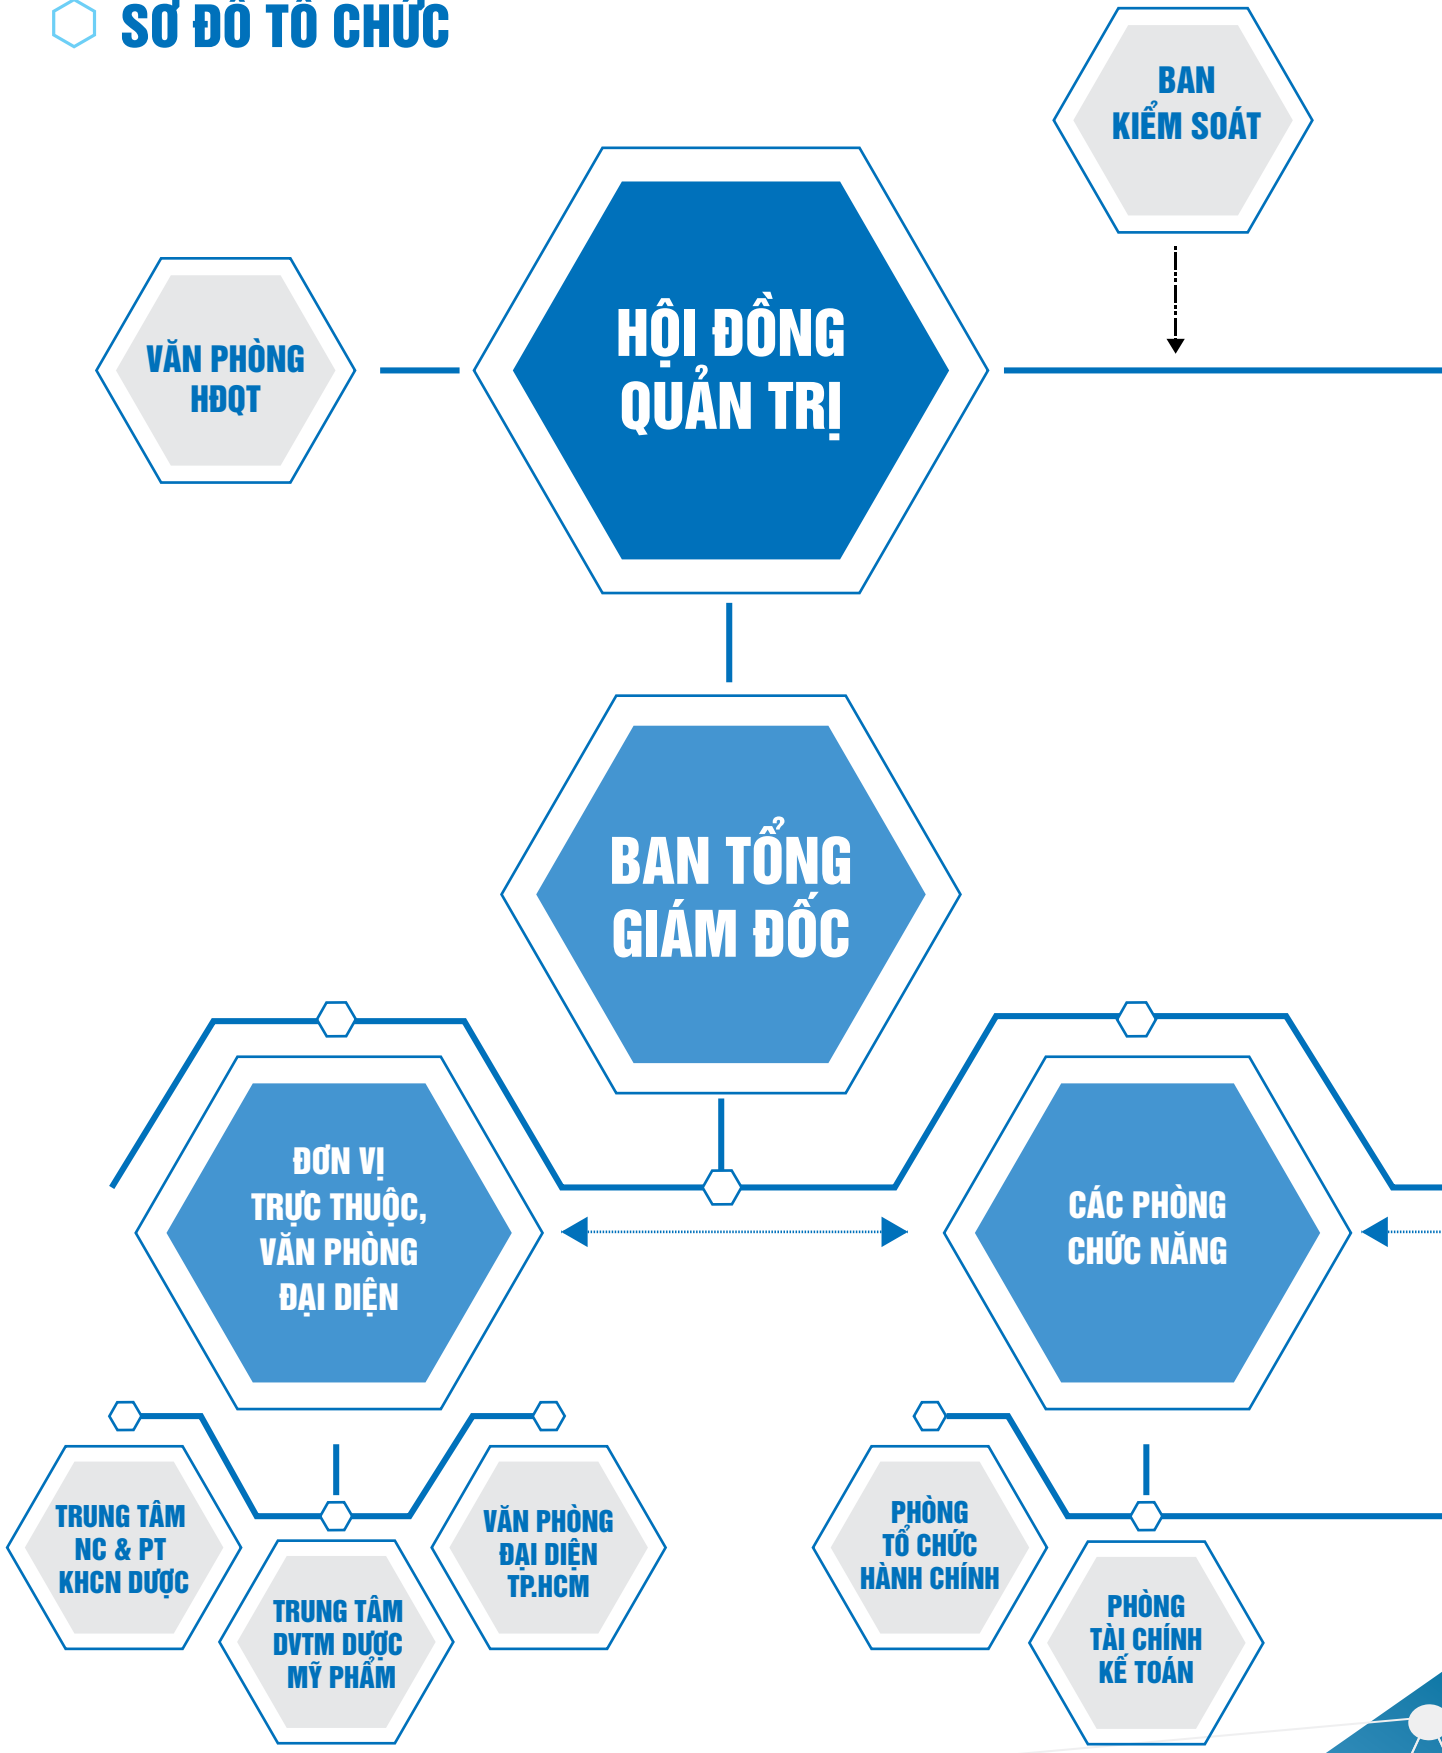 SƠ ĐỒ TỔ CHỨC
BAN
KIỂM SOÁT
HỘI ĐỒNG
QUẢN TRỊ
VĂN PHÒNG
HĐQT
BAN TỔNG
GIÁM ĐỐC
ĐƠN VỊ
TRỰC THUỘC,
VĂN PHÒNG
ĐẠI DIỆN
CÁC PHÒNG
CHỨC NĂNG
TRUNG TÂM
NC & PT
KHCN DƯỢC
TRUNG TÂM
DVTM DƯỢC
MỸ PHẨM
VĂN PHÒNG
ĐẠI DIỆN
TP.HCM
PHÒNG
TỔ CHỨC
HÀNH CHÍNH
PHÒNG
TÀI CHÍNH
KẾ TOÁN